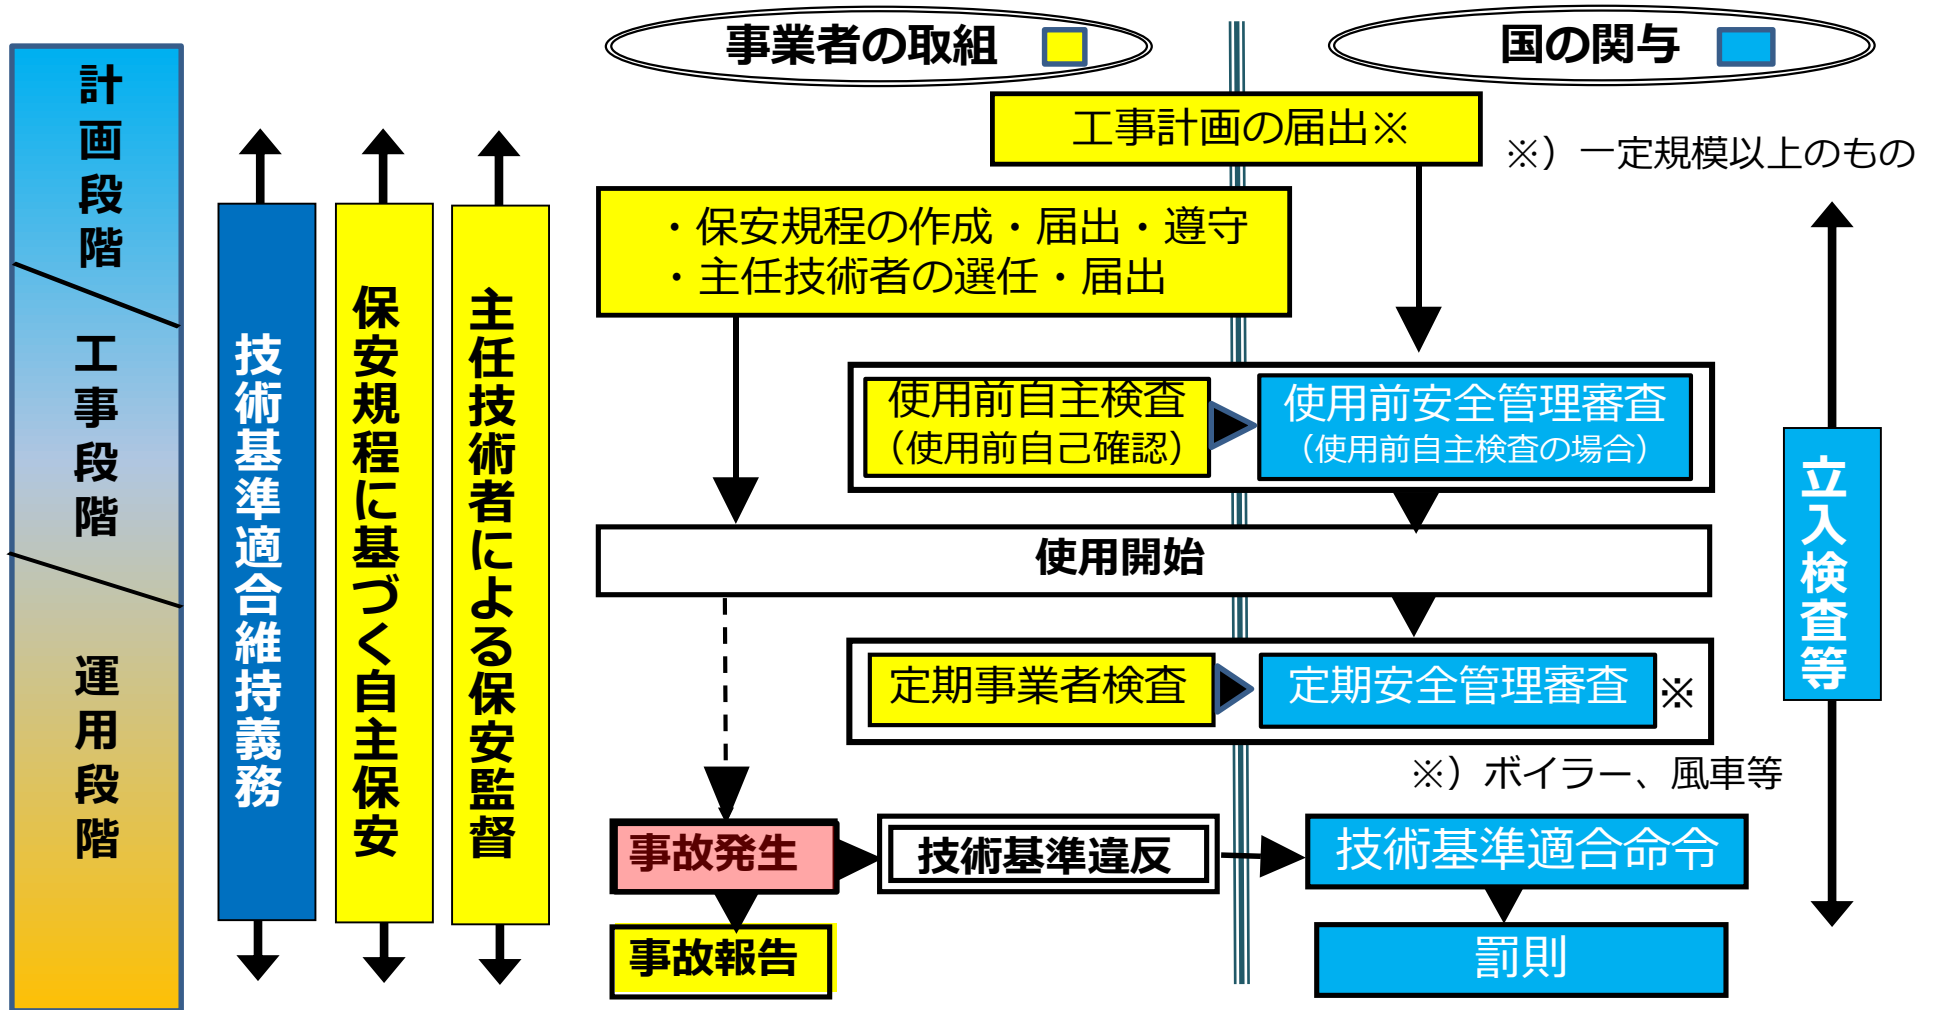 事業者の取組
国の関与
計画段階
工事段階
運用段階
技術基準適合維持義務
保安規程に基づく自主保安
主任技術者による保安監督
工事計画の届出※
※）一定規模以上のもの
・保安規程の作成・届出・遵守
・主任技術者の選任・届出
使用前自主検査
（使用前自己確認）
使用前安全管理審査
（使用前自主検査の場合）
使用開始
定期事業者検査
定期安全管理審査
※
※）ボイラー、風車等
事故発生
技術基準違反
技術基準適合命令
事故報告
罰則
立入検査等